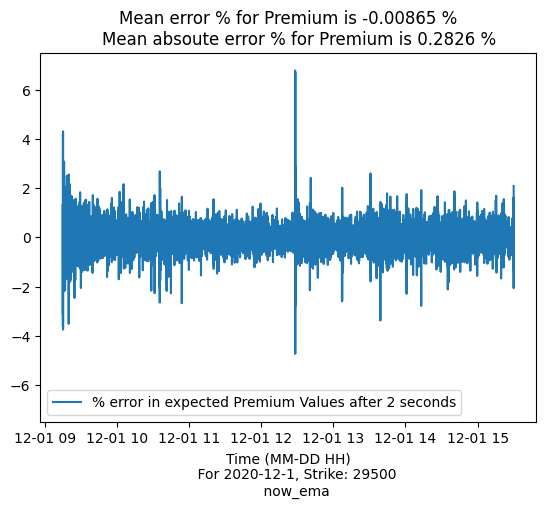 Mean error % for Premium is -0.00865 %
Mean absoute error % for Premium is 0.2826 %
6
4
2
0
−2
−4
−6
% error in expected Premium Values after 2 seconds
12-01 09 12-01 10 12-01 11 12-01 12 12-01 13 12-01 14 12-01 15
Time (MM-DD HH)
For 2020-12-1, Strike: 29500
now_ema